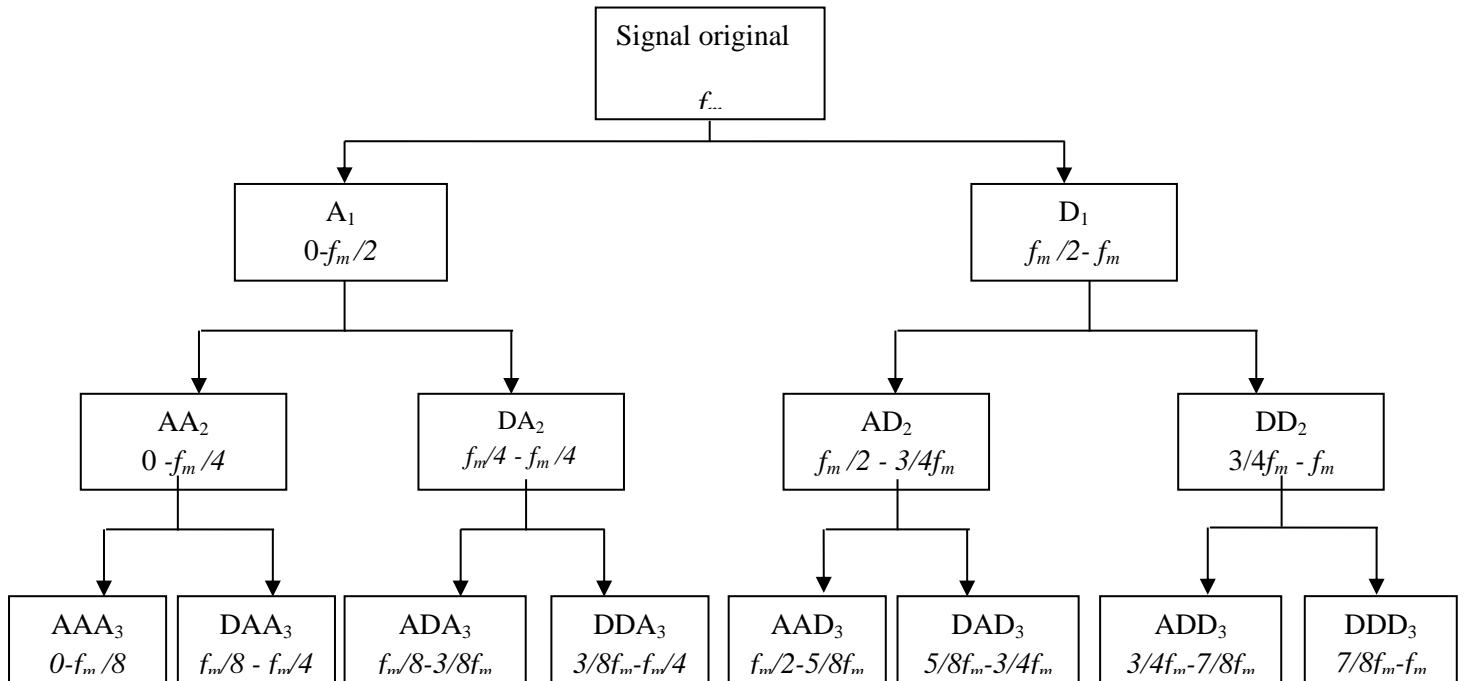 Signal original
fₘ
A₁
0-fₘ/2
D₁
fₘ/2- fₘ
AA₂
0 -fₘ/4
DA₂
fₘ/4 - fₘ/4
AD₂
fₘ/2 - 3/4fₘ
DD₂
3/4fₘ - fₘ
AAA₃
0-fₘ/8
DAA₃
fₘ/8 - fₘ/4
ADA₃
fₘ/8-3/8fₘ
DDA₃
3/8fₘ-fₘ/4
AAD₃
fₘ/2-5/8fₘ
DAD₃
5/8fₘ-3/4fₘ
ADD₃
3/4fₘ-7/8fₘ
DDD₃
7/8fₘ-fₘ